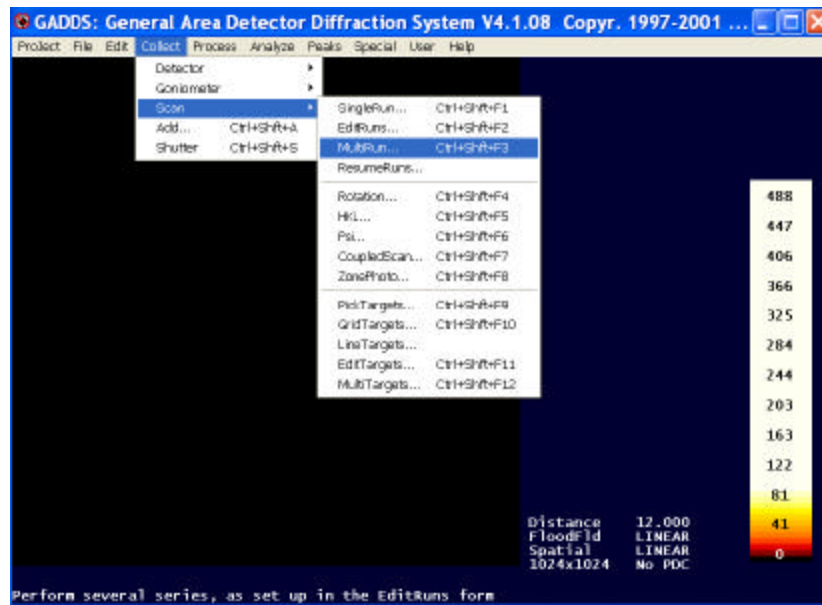 GADDS: General Area Detector Diffraction System V4.1.08 Copyr. 1997-2001 ...
Project File Edit Collect Process Analyze Peaks Special User Help
Detector
Goniometer
Scan
Add... Ctrl+Shft+A
Shutter Ctrl+Shft+S
SingleRun... Ctrl+Shft+F1
EditRuns... Ctrl+Shft+F2
MultiRun... Ctrl+Shft+F3
ResumeRuns...
Rotation... Ctrl+Shft+F4
HKL... Ctrl+Shft+F5
Psi... Ctrl+Shft+F6
CoupledScan... Ctrl+Shft+F7
ZonePhoto... Ctrl+Shft+F8
PickTargets... Ctrl+Shft+F9
GridTargets... Ctrl+Shft+F10
LineTargets...
EditTargets... Ctrl+Shft+F11
MultiTargets... Ctrl+Shft+F12
488
447
406
366
325
284
244
203
163
122
81
41
0
Distance 12.000
FloodFld LINEAR
Spatial LINEAR
1024x1024 No PDC
Perform several series, as set up in the EditRuns form